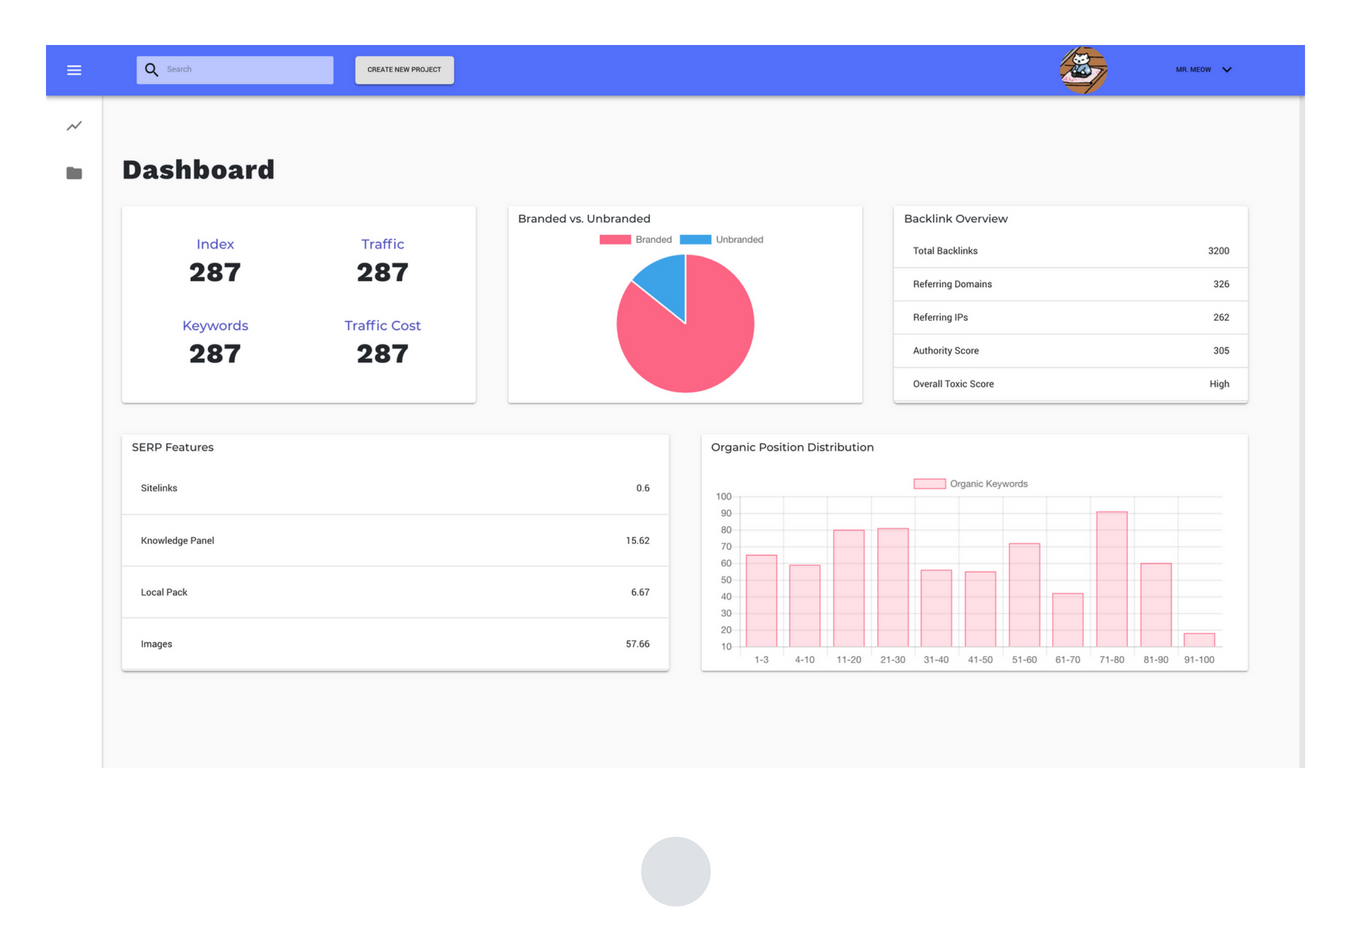 Search
CREATE NEW PROJECT
MR. MEOW
Dashboard
Index
287
Traffic
287
Keywords
287
Traffic Cost
287
Branded vs. Unbranded
Branded
Unbranded
Backlink Overview
Total Backlinks 3200
Referring Domains 326
Referring IPs 262
Authority Score 305
Overall Toxic Score High
SERP Features
Sitelinks 0.6
Knowledge Panel 15.62
Local Pack 6.67
Images 57.66
Organic Position Distribution
Organic Keywords
100
90
80
70
60
50
40
30
20
10
1-3 4-10 11-20 21-30 31-40 41-50 51-60 61-70 71-80 81-90 91-100